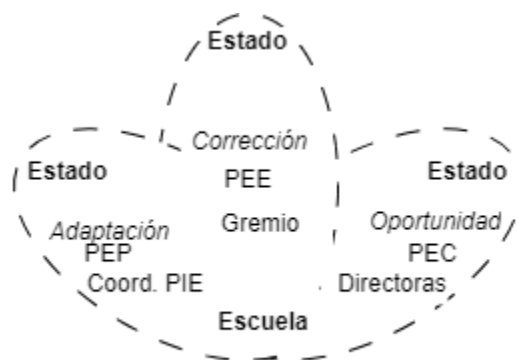 Estado
Corrección
PEE
Gremio
Estado
Adaptación
PEP
Coord. PIE
Estado
Oportunidad
PEC
Directoras
Escuela